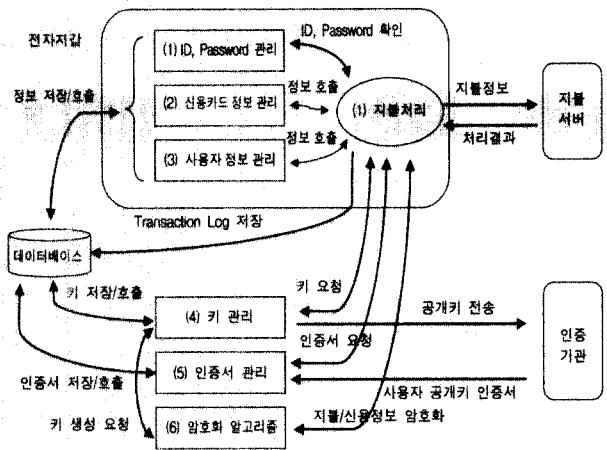 전자지갑
(1) ID, Password 관리
ID, Password 확인
정보 저장/호출
정보 호출
(2) 신용카드 정보 관리
(1) 지불처리
지불정보
지불
서버
정보 호출
처리결과
(3) 사용자 정보 관리
Transaction Log 저장
데이터베이스
키 저장/호출
키 요청
(4) 키 관리
공개키 전송
인증서 요청
인증
기관
(5) 인증서 관리
인증서 저장/호출
사용자 공개키 인증서
지불/신용정보 암호화
키 생성 요청
(6) 암호화 알고리즘